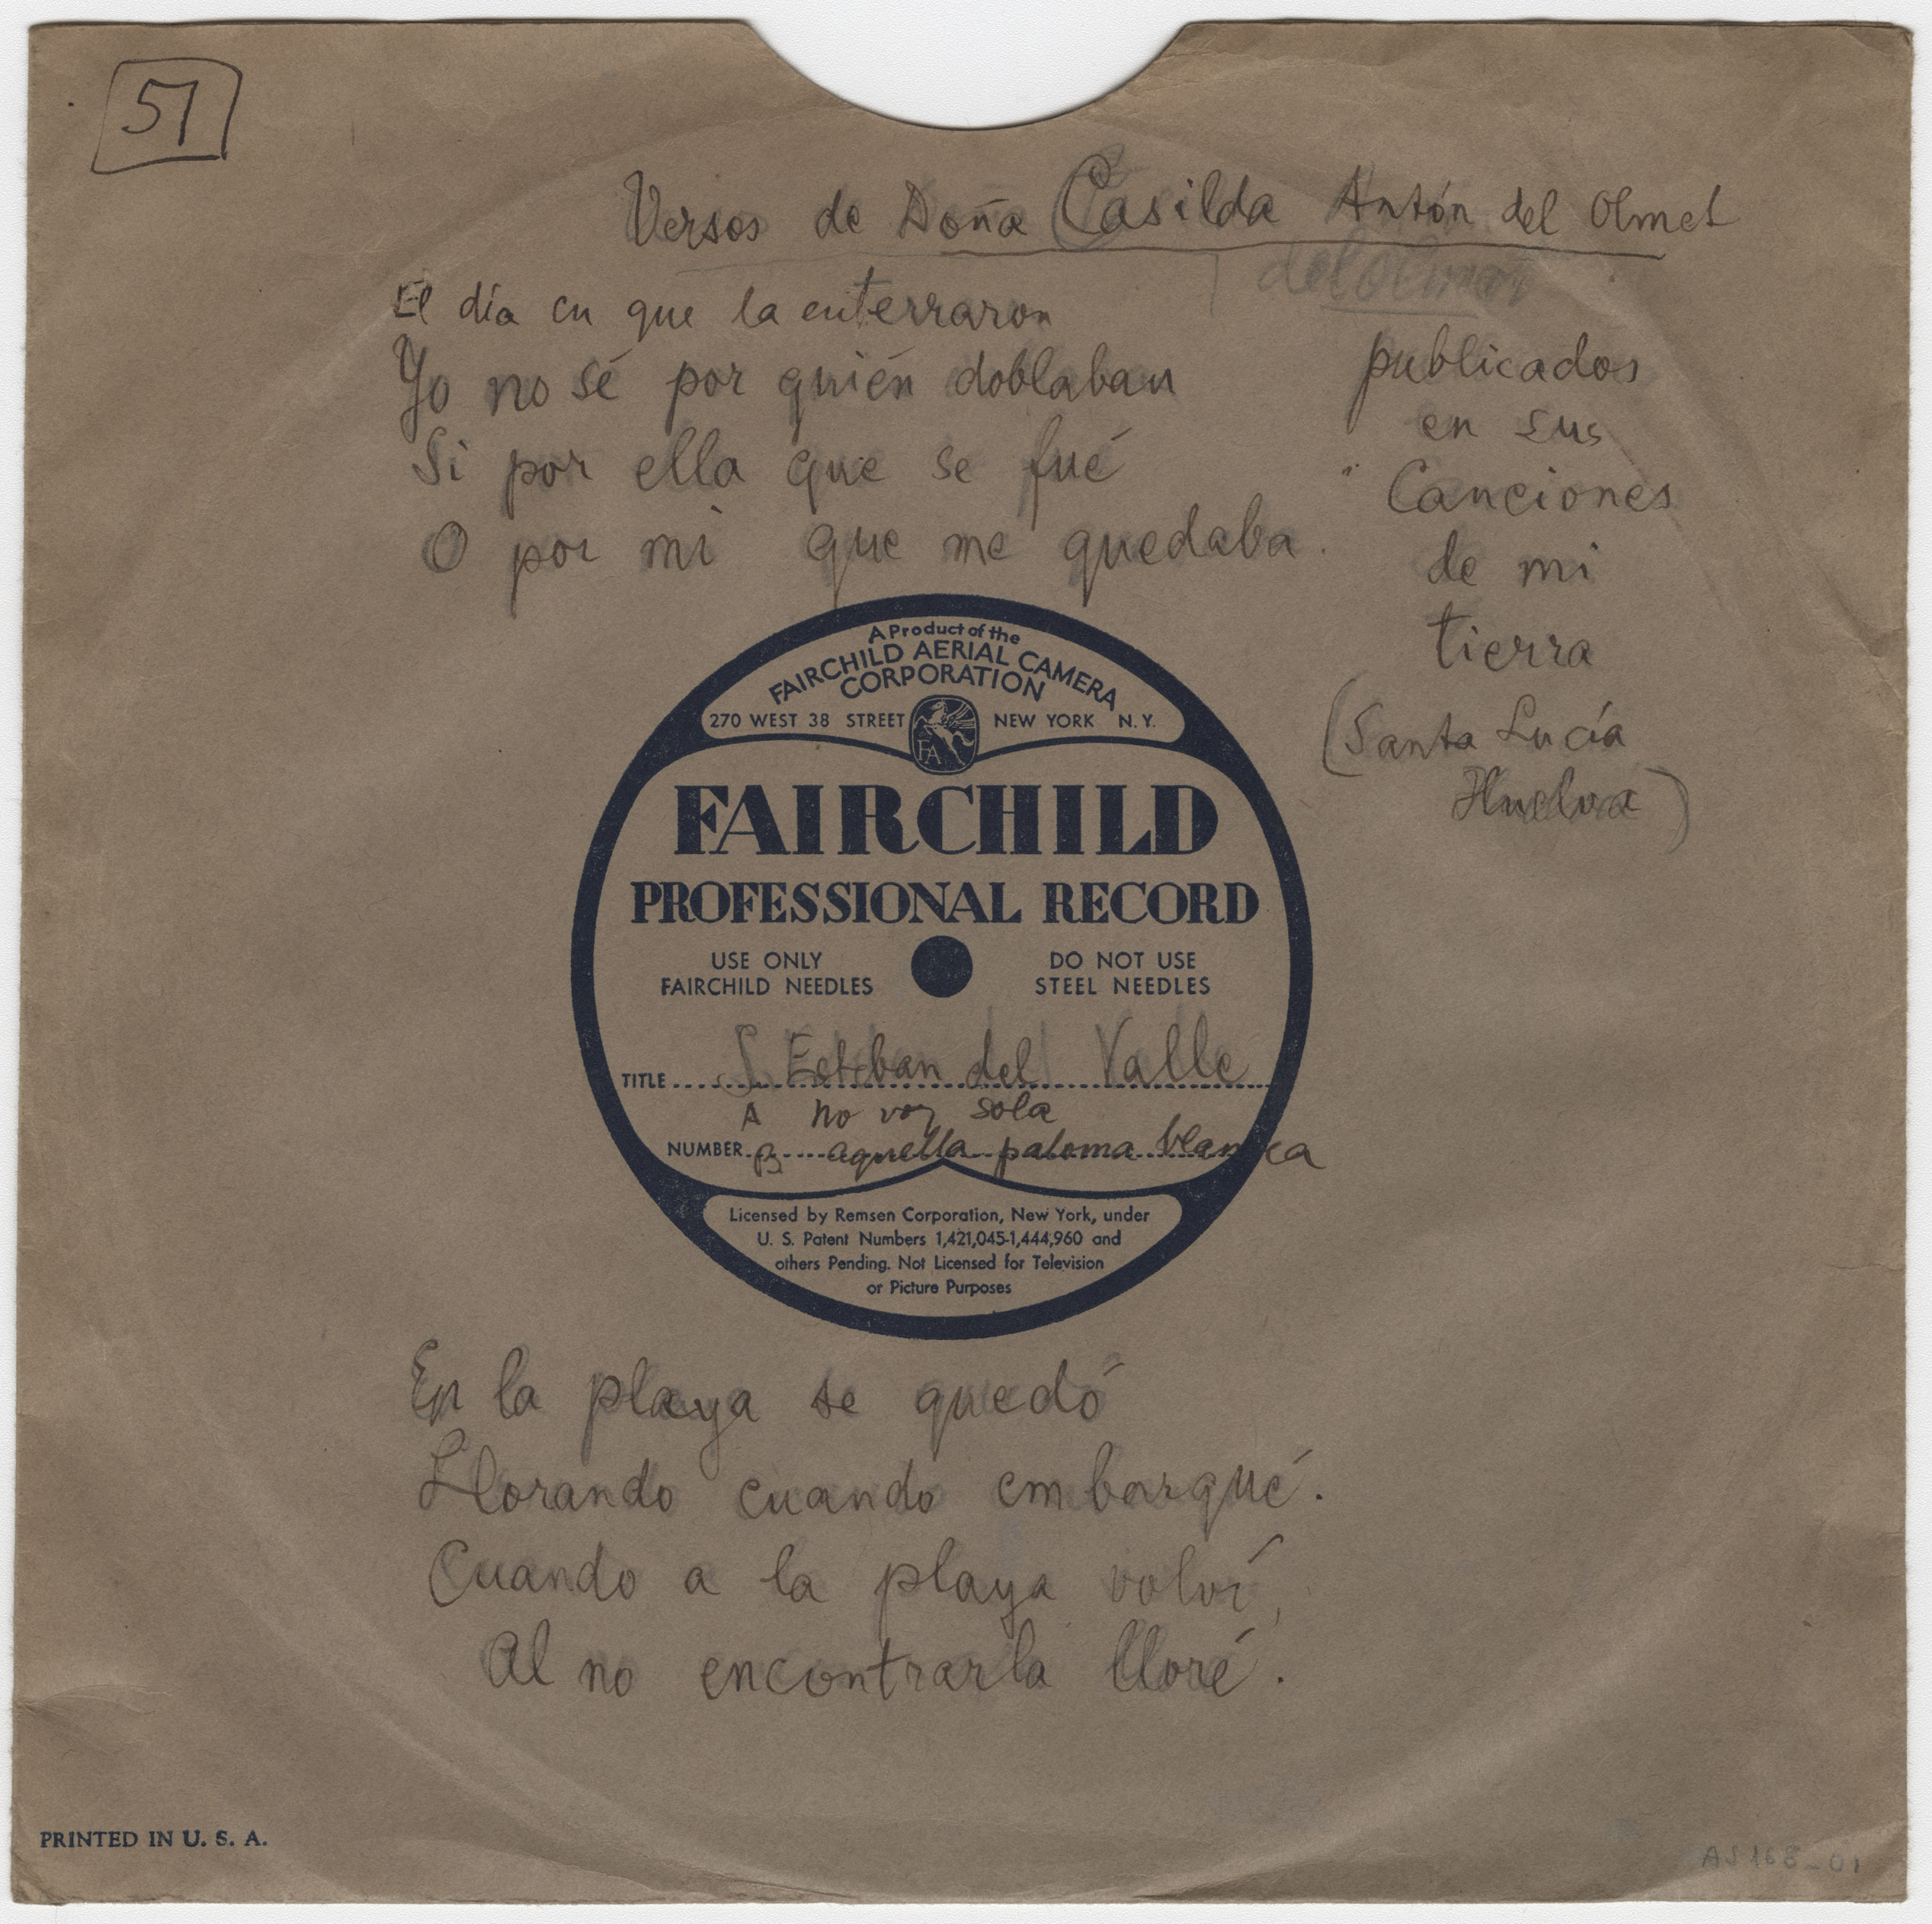 57
Versos de Doña Casilda Antón del Olmet
El día en que la enterraron
Yo no sé por quién doblaban
Si por ella que se fué
O por mi que me quedaba.
publicados
en sus
"Canciones
de mi
tierra
(Santa Lucía
Huelva)
A Product of the
FAIRCHILD AERIAL CAMERA
CORPORATION
270 WEST 38 STREET NEW YORK N.Y.
FA
FAIRCHILD
PROFESSIONAL RECORD
USE ONLY
FAIRCHILD NEEDLES
DO NOT USE
STEEL NEEDLES
TITLE S. Esteban del Valle
A no voy sola
NUMBER B aquella paloma blanca
Licensed by Remsen Corporation, New York, under
U. S. Patent Numbers 1,421,045-1,444,960 and
others Pending. Not Licensed for Television
or Picture Purposes
En la playa se quedó
Llorando cuando embarqué.
Cuando a la playa volví,
Al no encontrarla lloré.
PRINTED IN U. S. A.
AS 168-01